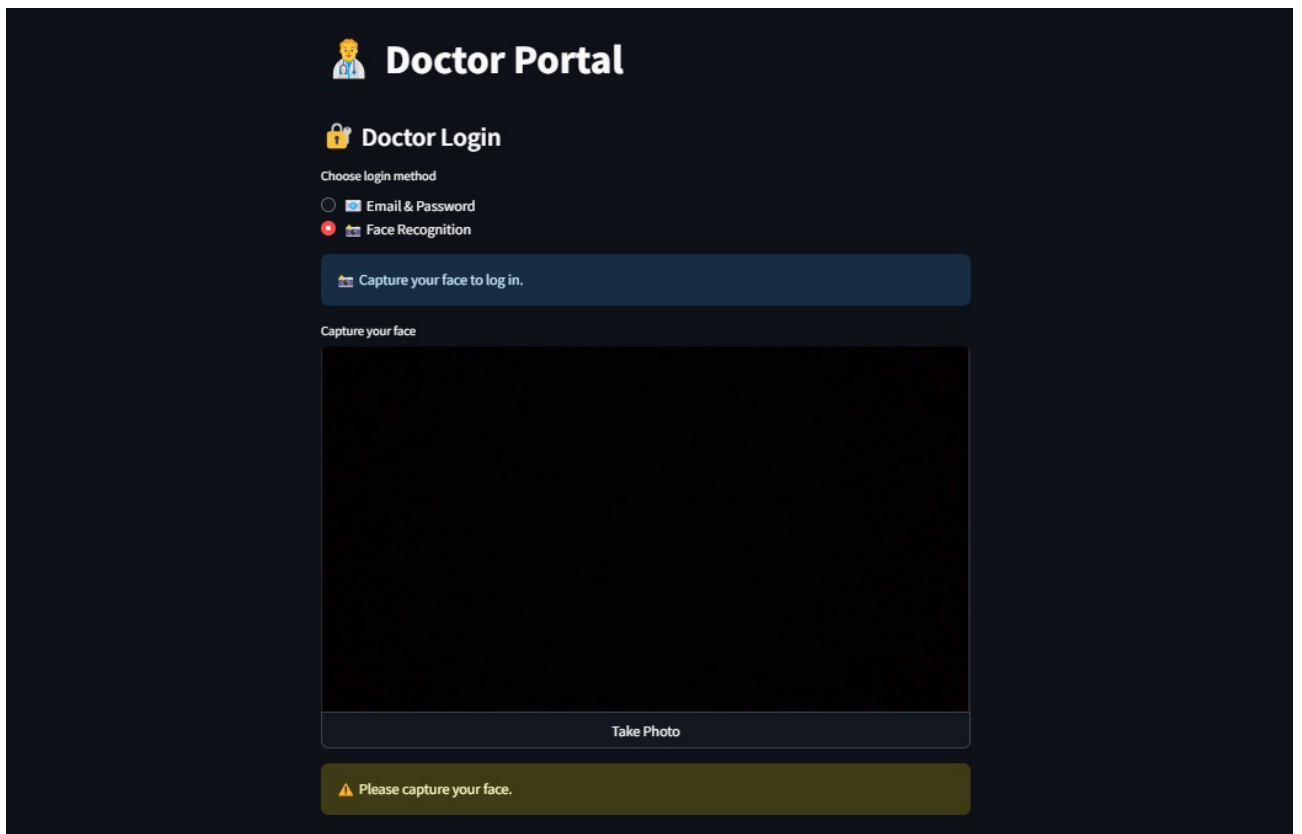 Doctor Portal
Doctor Login
Choose login method
Email & Password
Face Recognition
Capture your face to log in.
Capture your face
Take Photo
Please capture your face.